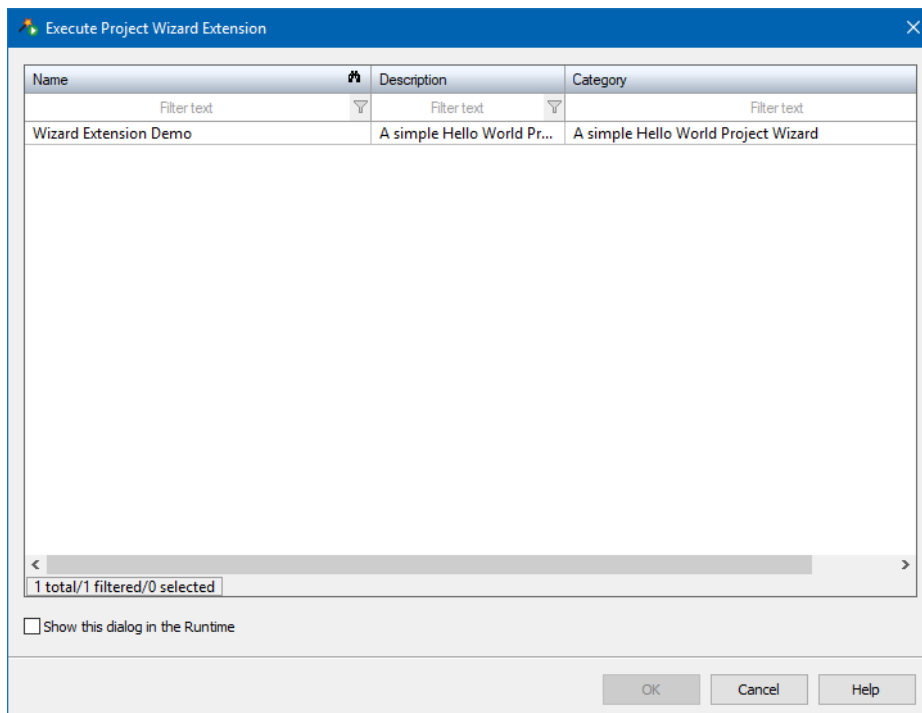 Execute Project Wizard Extension
Name Description Category
Filter text Filter text Filter text
Wizard Extension Demo A simple Hello World Pr... A simple Hello World Project Wizard
1 total/1 filtered/0 selected
Show this dialog in the Runtime
OK Cancel Help